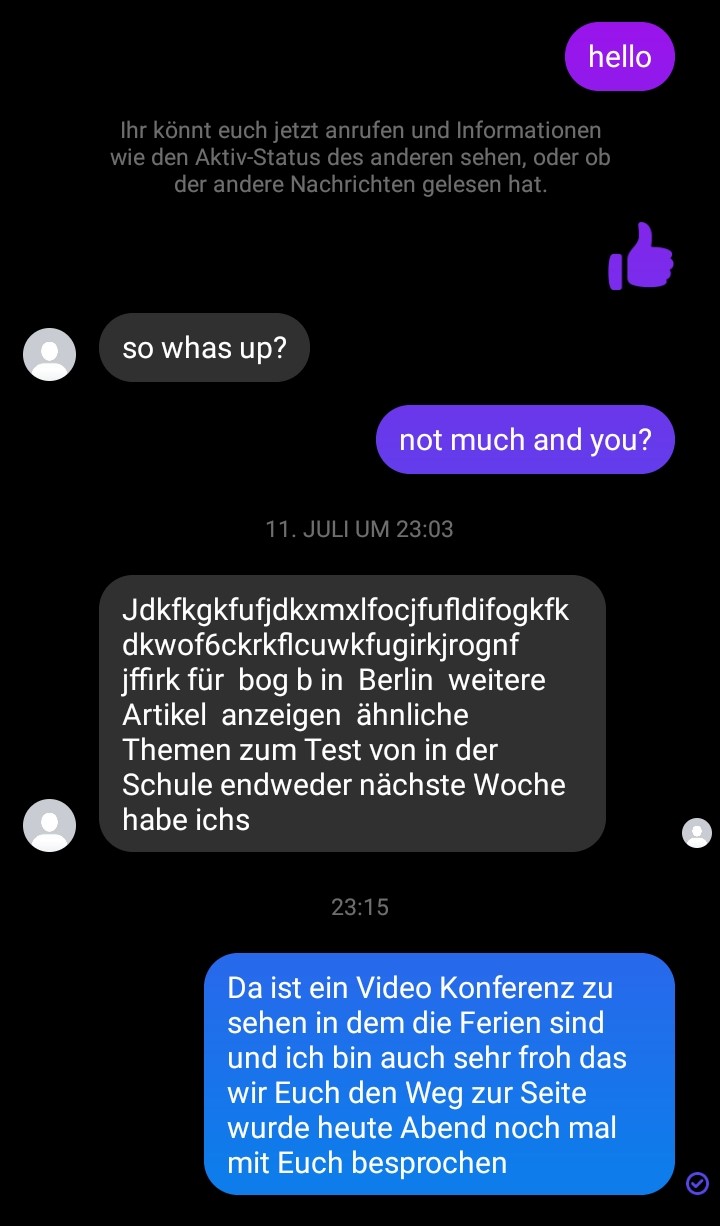 hello
Ihr könnt euch jetzt anrufen und Informationen
wie den Aktiv-Status des anderen sehen, oder ob
der andere Nachrichten gelesen hat.
so whas up?
not much and you?
11. JULI UM 23:03
Jdkfkgkfufjdkxmxlfocjfufldifogkfk
dkwof6ckrkflcuwkfugirkjrognf
jffirk für  bog b in  Berlin  weitere
Artikel  anzeigen  ähnliche
Themen zum Test von in der
Schule endweder nächste Woche
habe ichs
23:15
Da ist ein Video Konferenz zu
sehen in dem die Ferien sind
und ich bin auch sehr froh das
wir Euch den Weg zur Seite
wurde heute Abend noch mal
mit Euch besprochen